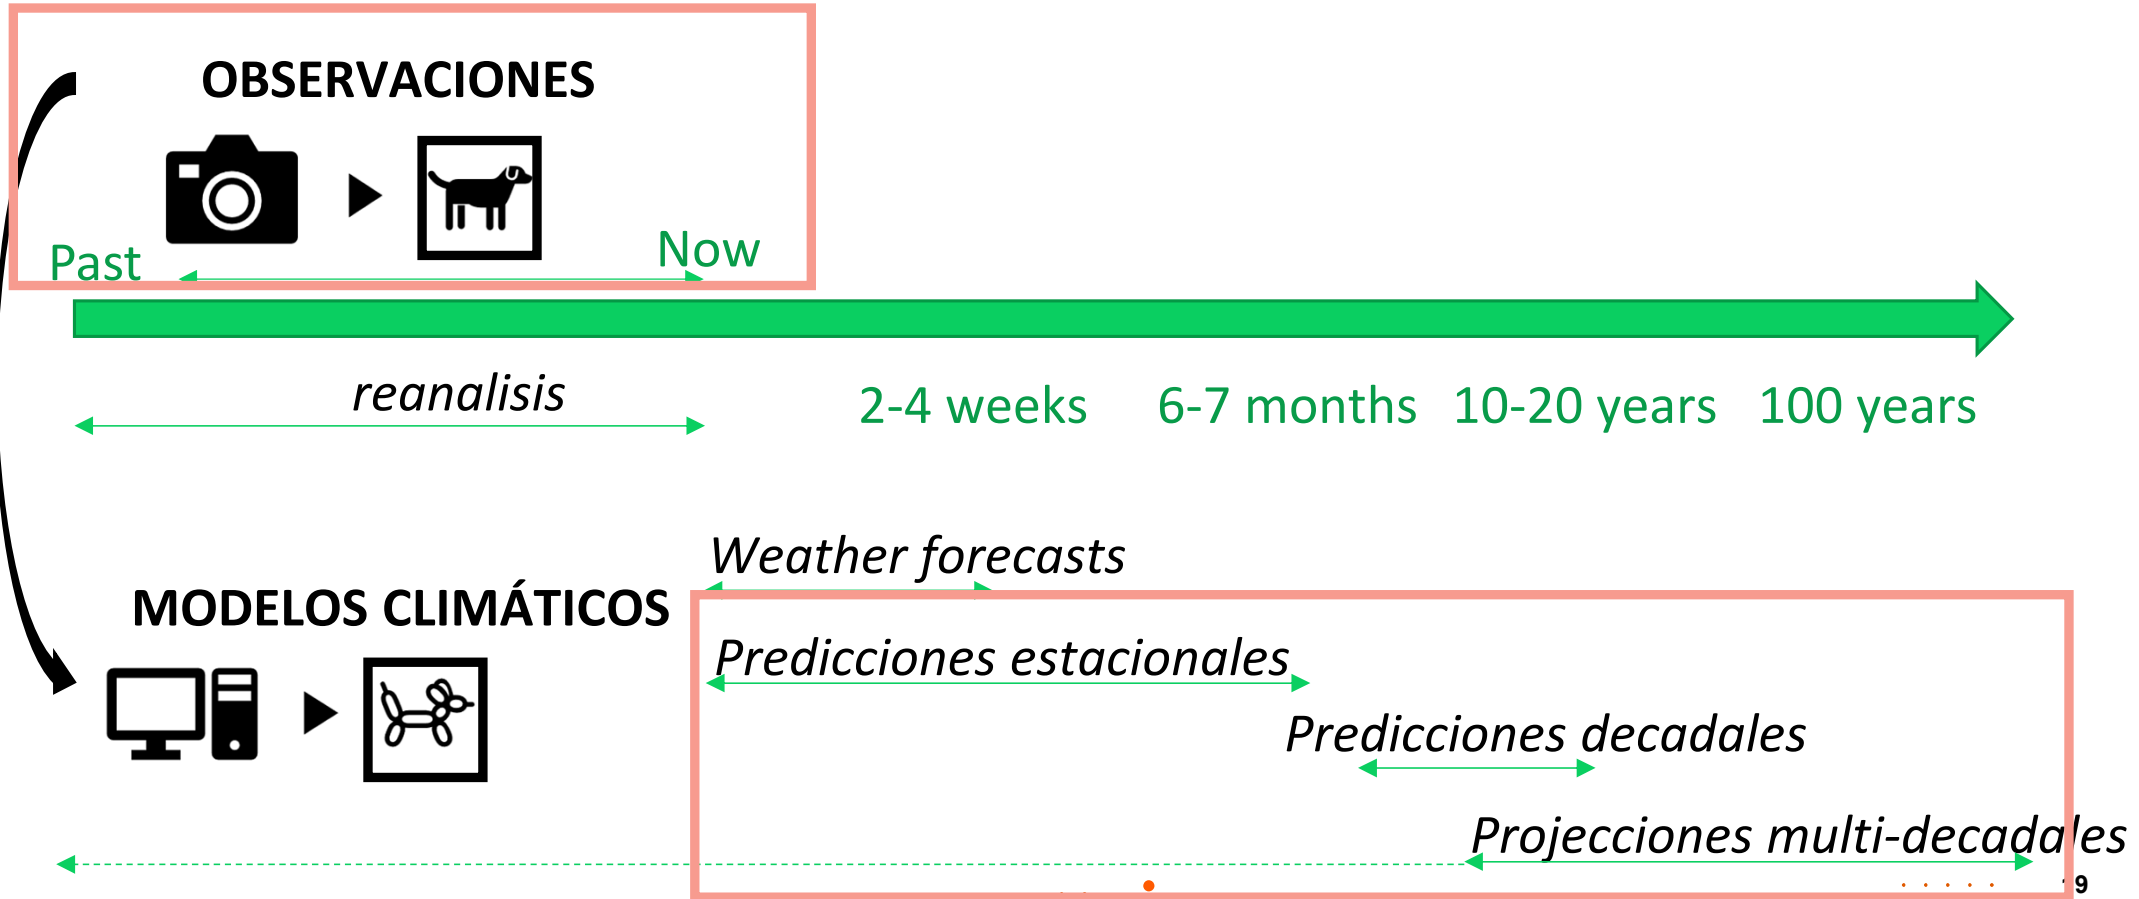 OBSERVACIONES
Past
Now
reanalisis
2-4 weeks
6-7 months
10-20 years
100 years
Weather forecasts
MODELOS CLIMÁTICOS
Predicciones estacionales
Predicciones decadales
Projecciones multi-decadales
19